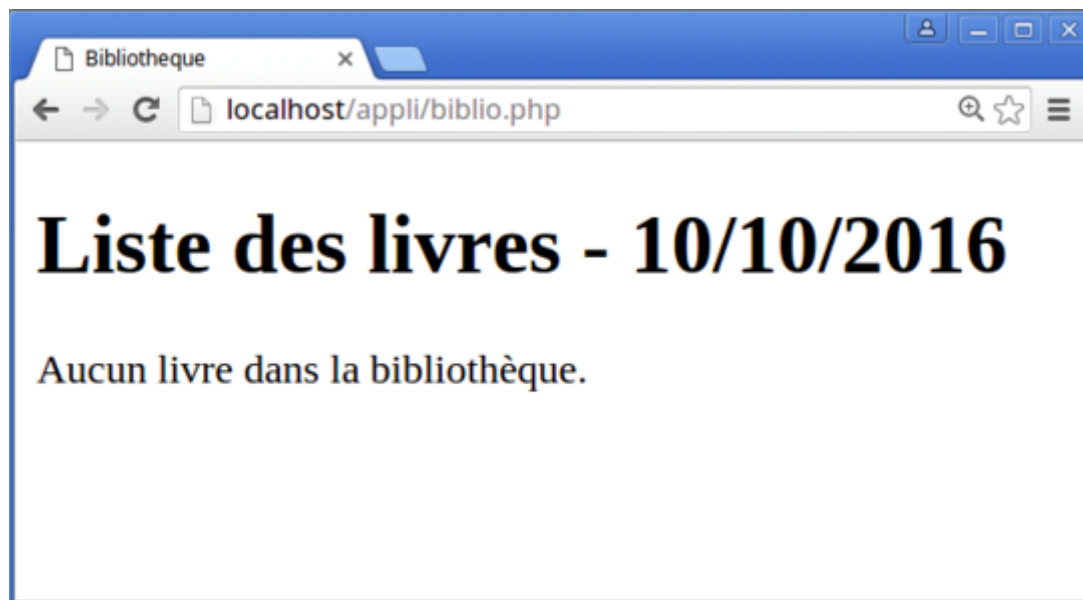 Bibliotheque
localhost/appli/biblio.php
Liste des livres - 10/10/2016
Aucun livre dans la bibliothèque.